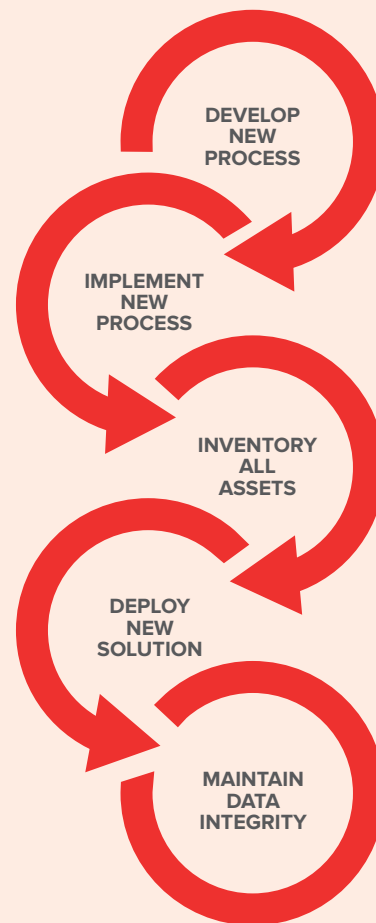 DEVELOP
NEW
PROCESS
IMPLEMENT
NEW
PROCESS
INVENTORY
ALL
ASSETS
DEPLOY
NEW
SOLUTION
MAINTAIN
DATA
INTEGRITY